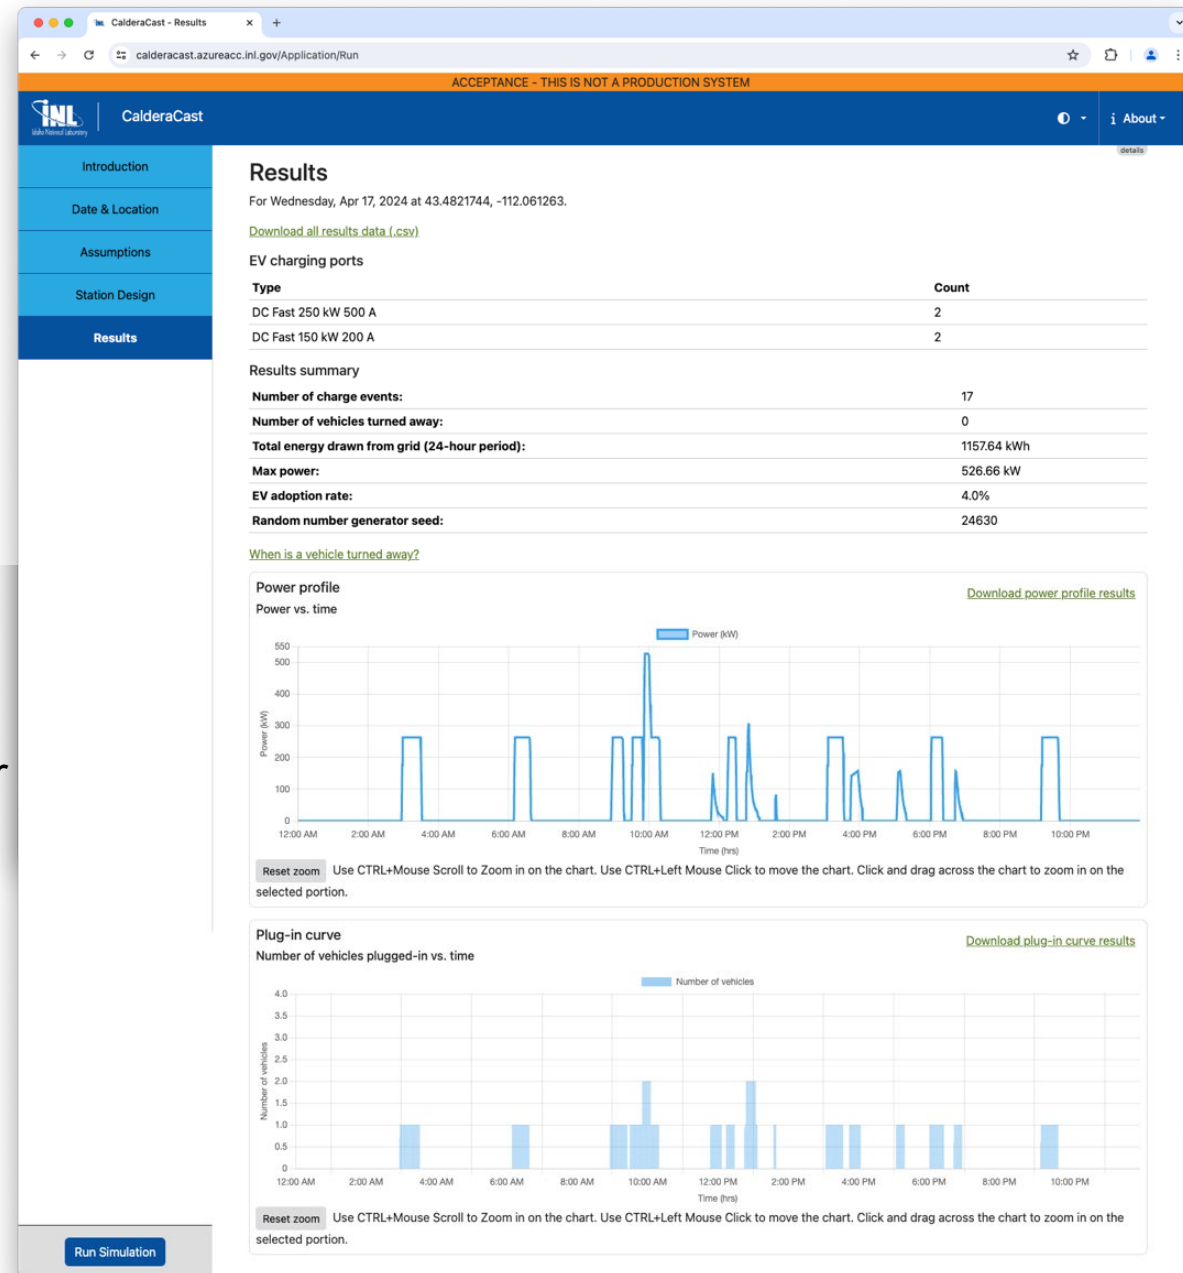 CalderaCast - Results
calderacast.azureacc.inl.gov/Application/Run
ACCEPTANCE - THIS IS NOT A PRODUCTION SYSTEM
INL
Idaho National Laboratory
CalderaCast
i About
details
Introduction
Date & Location
Assumptions
Station Design
Results
Results
For Wednesday, Apr 17, 2024 at 43.4821744, -112.061263.
Download all results data (.csv)
EV charging ports
Type Count
DC Fast 250 kW 500 A 2
DC Fast 150 kW 200 A 2
Results summary
Number of charge events: 17
Number of vehicles turned away: 0
Total energy drawn from grid (24-hour period): 1157.64 kWh
Max power: 526.66 kW
EV adoption rate: 4.0%
Random number generator seed: 24630
When is a vehicle turned away?
Power profile
Download power profile results
Power vs. time
Power (kW)
550
500
400
300
200
100
0
Power (kW)
12:00 AM 2:00 AM 4:00 AM 6:00 AM 8:00 AM 10:00 AM 12:00 PM 2:00 PM 4:00 PM 6:00 PM 8:00 PM 10:00 PM
Time (hrs)
Reset zoom Use CTRL+Mouse Scroll to Zoom in on the chart. Use CTRL+Left Mouse Click to move the chart. Click and drag across the chart to zoom in on the
selected portion.
Plug-in curve
Download plug-in curve results
Number of vehicles plugged-in vs. time
Number of vehicles
4.0
3.5
3.0
2.5
2.0
1.5
1.0
0.5
0
Number of vehicles
12:00 AM 2:00 AM 4:00 AM 6:00 AM 8:00 AM 10:00 AM 12:00 PM 2:00 PM 4:00 PM 6:00 PM 8:00 PM 10:00 PM
Time (hrs)
Reset zoom Use CTRL+Mouse Scroll to Zoom in on the chart. Use CTRL+Left Mouse Click to move the chart. Click and drag across the chart to zoom in on the
selected portion.
Run Simulation
r